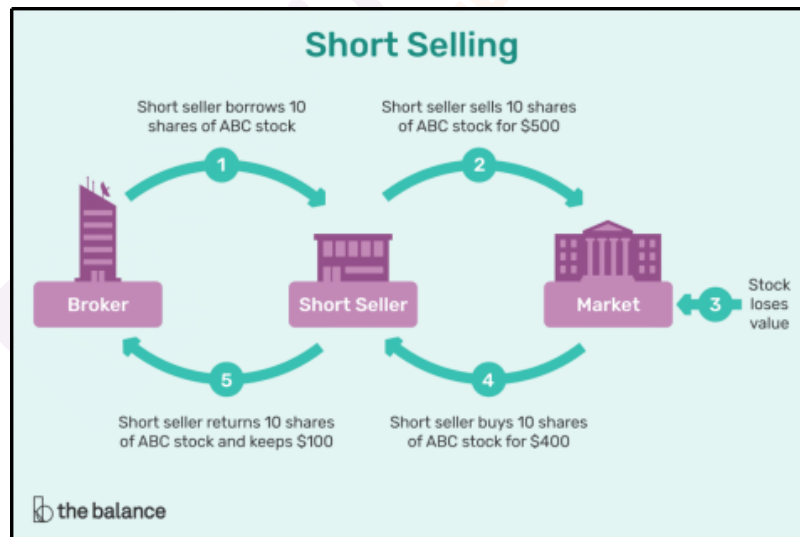 Short Selling
Short seller borrows 10
shares of ABC stock
1
Short seller sells 10 shares
of ABC stock for $500
2
Broker
Short Seller
Market
3
Stock
loses
value
5
Short seller returns 10 shares
of ABC stock and keeps $100
4
Short seller buys 10 shares
of ABC stock for $400
the balance